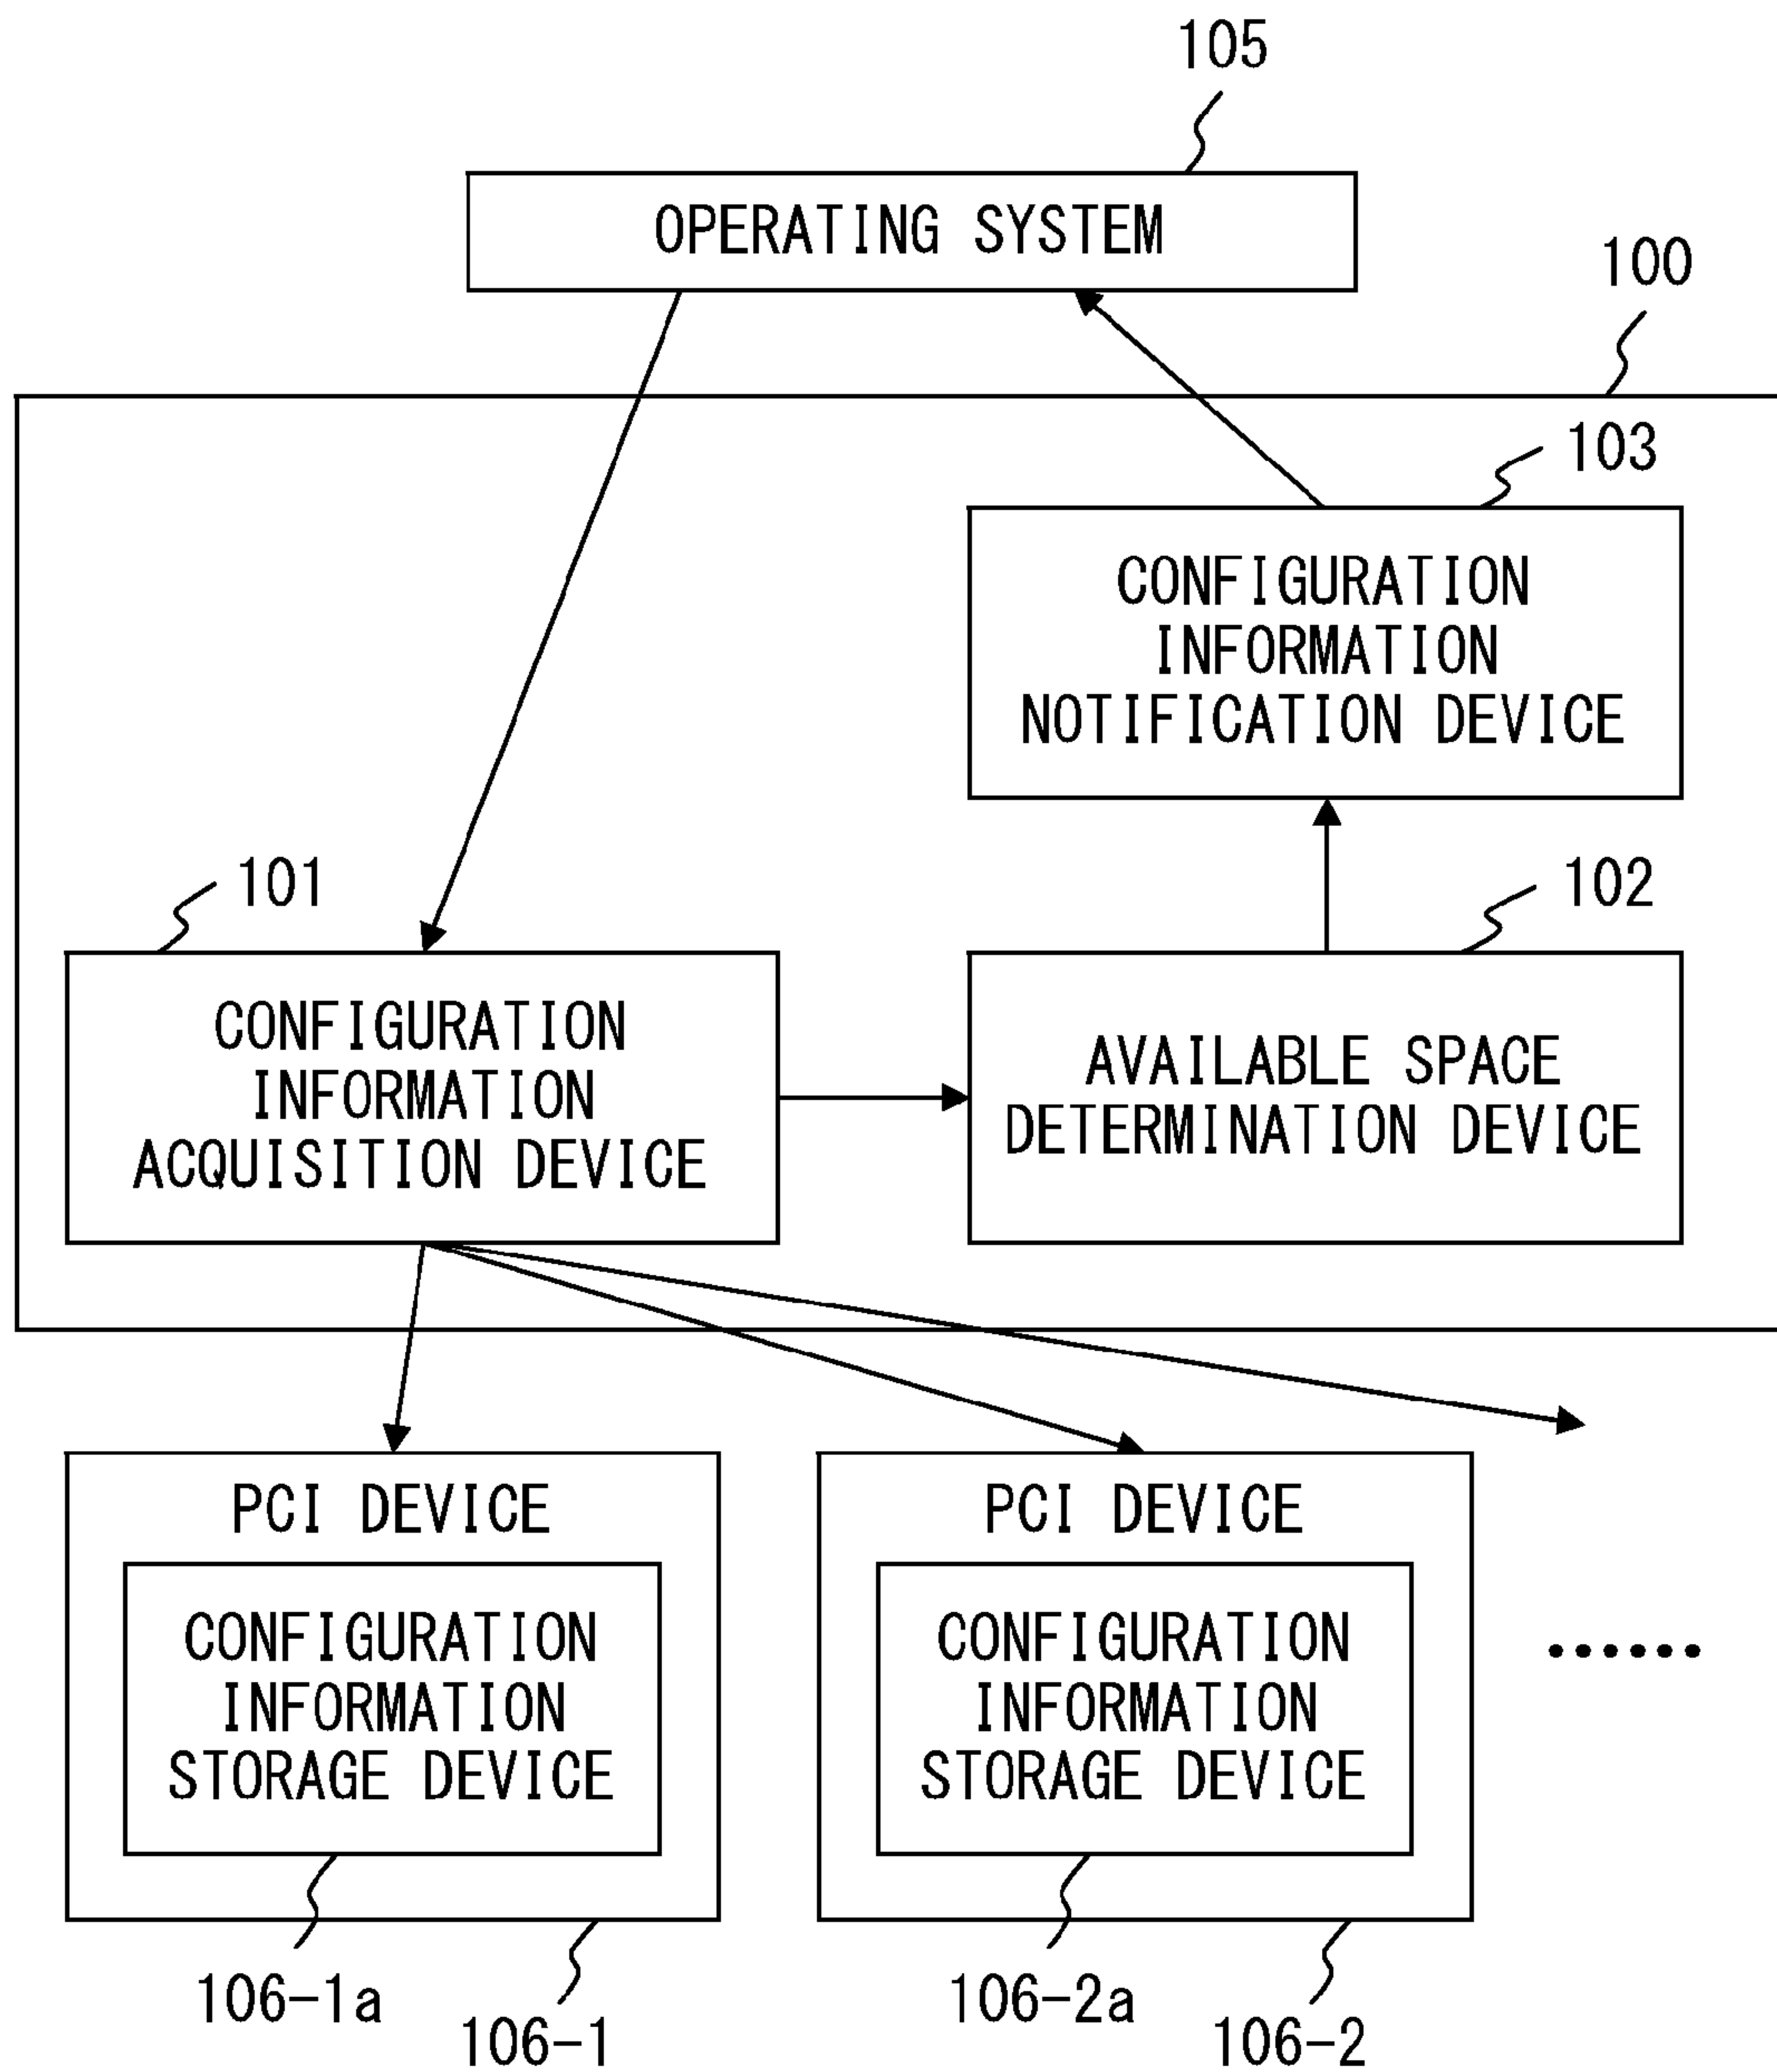 105
OPERATING SYSTEM
100
103
CONFIGURATION
INFORMATION
NOTIFICATION DEVICE
101
102
CONFIGURATION
INFORMATION
ACQUISITION DEVICE
AVAILABLE SPACE
DETERMINATION DEVICE
PCI DEVICE
CONFIGURATION
INFORMATION
STORAGE DEVICE
PCI DEVICE
CONFIGURATION
INFORMATION
STORAGE DEVICE
......
106-1a
106-1
106-2a
106-2